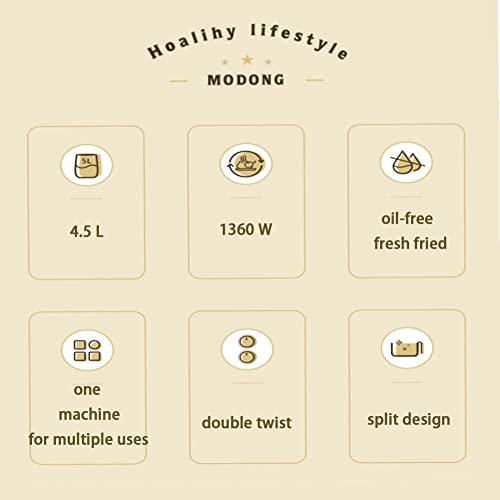 Hoalihy lifestyle
MODONG
5L
4.5 L
1360 W
oil-free
fresh fried
one
machine
for multiple uses
double twist
split design